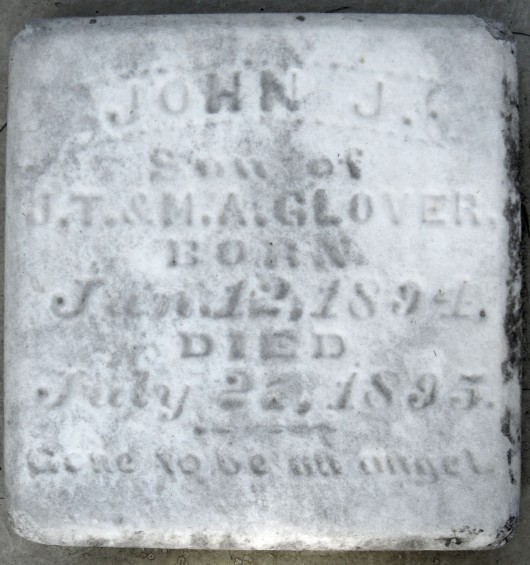 JOHN J.
Son of
J.T.&M.A.GLOVER.
BORN
Jan.12,1894.
DIED
July 27,1895.
Gone to be an angel.